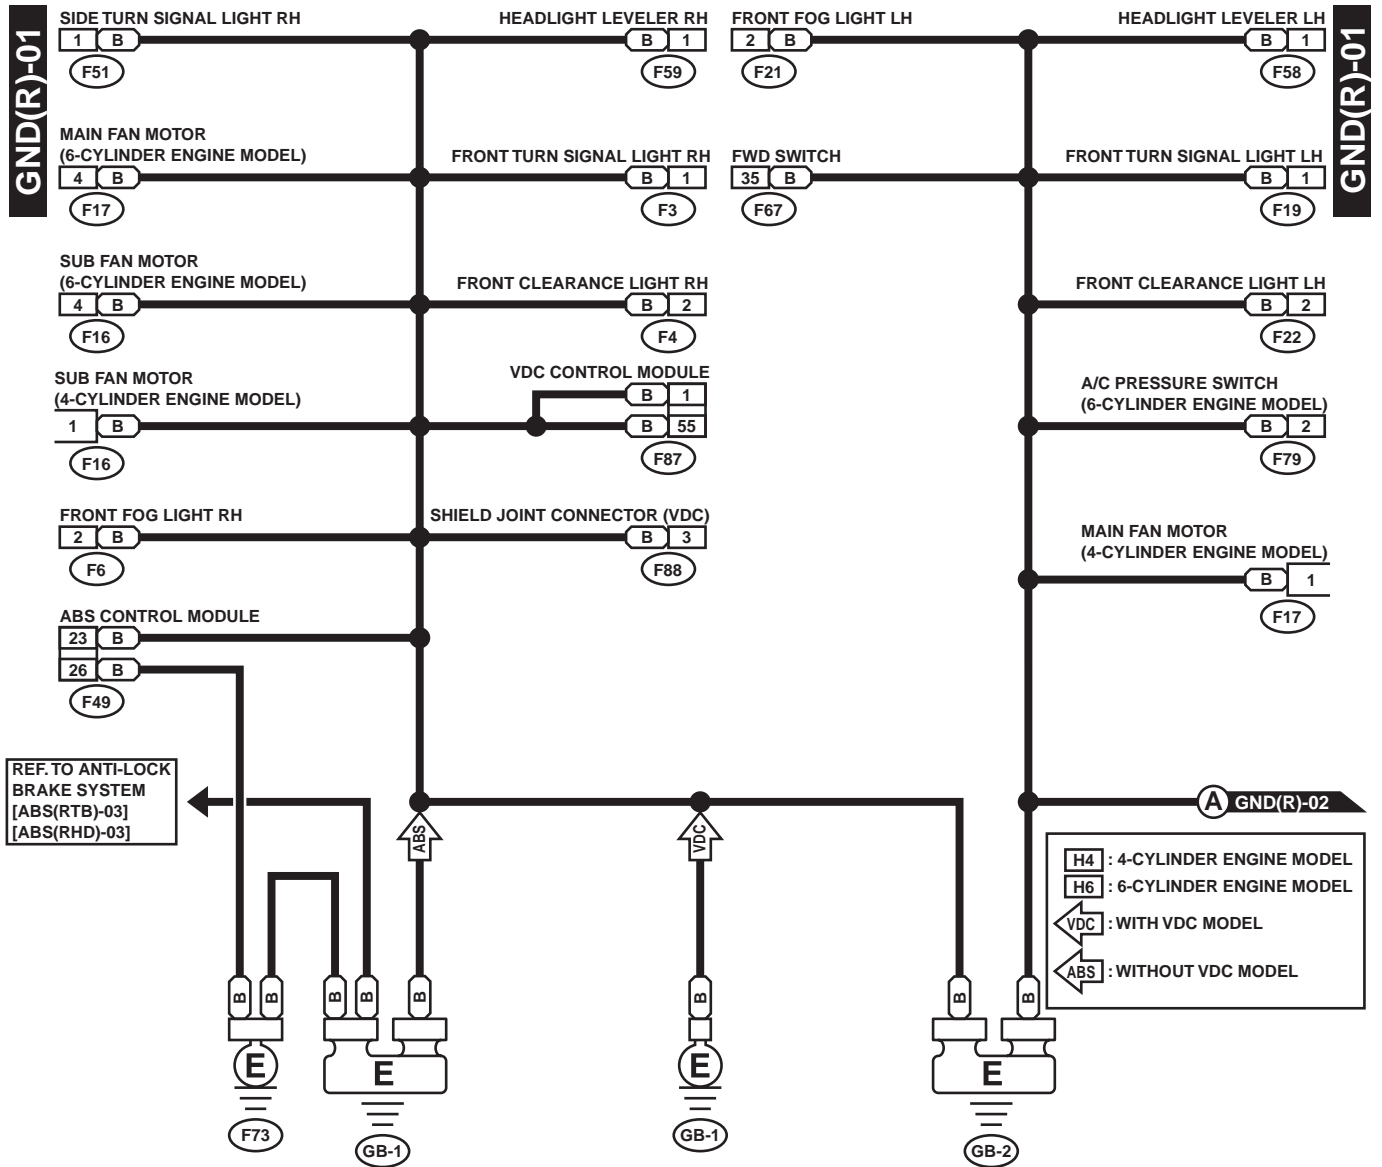 GND(R)-01
SIDE TURN SIGNAL LIGHT RH
1 B
F51
HEADLIGHT LEVELER RH
B 1
F59
FRONT FOG LIGHT LH
2 B
F21
HEADLIGHT LEVELER LH
B 1
F58
GND(R)-01
MAIN FAN MOTOR
(6-CYLINDER ENGINE MODEL)
4 B
F17
FRONT TURN SIGNAL LIGHT RH
B 1
F3
FWD SWITCH
35 B
F67
FRONT TURN SIGNAL LIGHT LH
B 1
F19
SUB FAN MOTOR
(6-CYLINDER ENGINE MODEL)
4 B
F16
FRONT CLEARANCE LIGHT RH
B 2
F4
FRONT CLEARANCE LIGHT LH
B 2
F22
SUB FAN MOTOR
(4-CYLINDER ENGINE MODEL)
1 B
F16
VDC CONTROL MODULE
B 1
B 55
F87
A/C PRESSURE SWITCH
(6-CYLINDER ENGINE MODEL)
B 2
F79
FRONT FOG LIGHT RH
2 B
F6
SHIELD JOINT CONNECTOR (VDC)
B 3
F88
MAIN FAN MOTOR
(4-CYLINDER ENGINE MODEL)
B 1
F17
ABS CONTROL MODULE
23 B
26 B
F49
REF. TO ANTI-LOCK
BRAKE SYSTEM
[ABS(RTB)-03]
[ABS(RHD)-03]
ABS
VDC
A GND(R)-02
H4 : 4-CYLINDER ENGINE MODEL
H6 : 6-CYLINDER ENGINE MODEL
VDC : WITH VDC MODEL
ABS : WITHOUT VDC MODEL
B B B B B B B B
E E E E
F73 GB-1 GB-1 GB-2